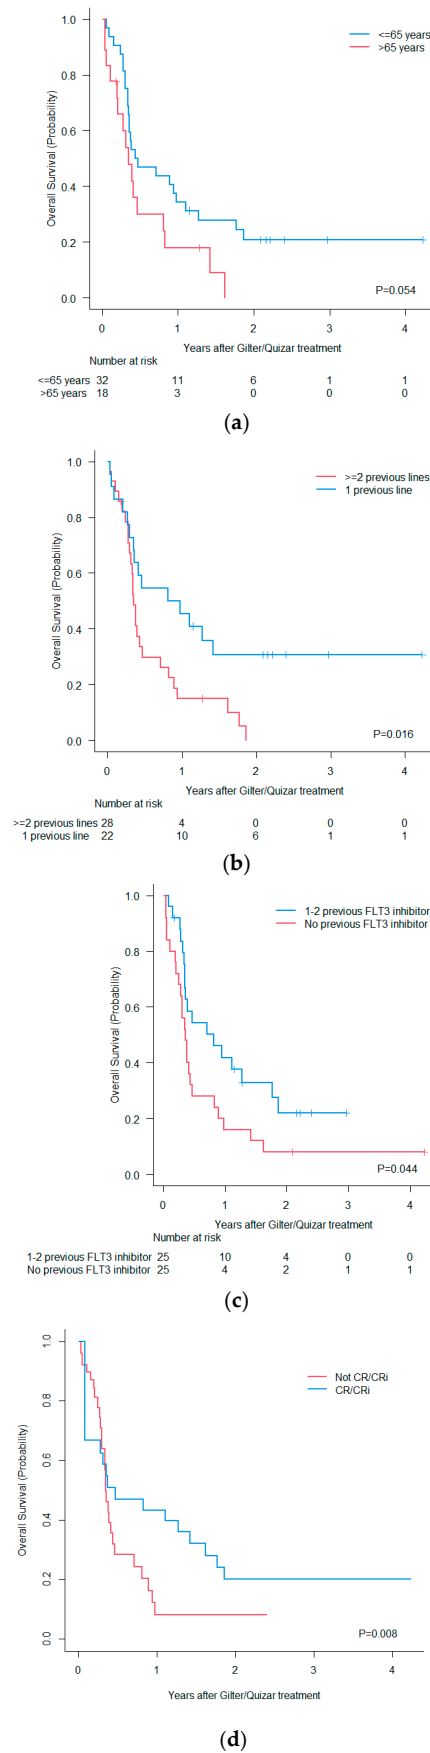 <=65 years
>65 years
Overall Survival (Probability)
1.0
0.8
0.6
0.4
0.2
0.0
P=0.054
0 1 2 3 4
Years after Gilter/Quizar treatment
Number at risk
<=65 years 32 11 6 1 1
>65 years 18 3 0 0 0
(a)
>=2 previous lines
1 previous line
Overall Survival (Probability)
1.0
0.8
0.6
0.4
0.2
0.0
P=0.016
0 1 2 3 4
Years after Gilter/Quizar treatment
Number at risk
>=2 previous lines 28 4 0 0 0
1 previous line 22 10 6 1 1
(b)
1-2 previous FLT3 inhibitor
No previous FLT3 inhibitor
Overall Survival (Probability)
1.0
0.8
0.6
0.4
0.2
0.0
P=0.044
0 1 2 3 4
Years after Gilter/Quizar treatment
Number at risk
1-2 previous FLT3 inhibitor 25 10 4 0 0
No previous FLT3 inhibitor 25 4 2 1 1
(c)
Not CR/CRi
CR/CRi
Overall Survival (Probability)
1.0
0.8
0.6
0.4
0.2
0.0
P=0.008
0 1 2 3 4
Years after Gilter/Quizar treatment
(d)